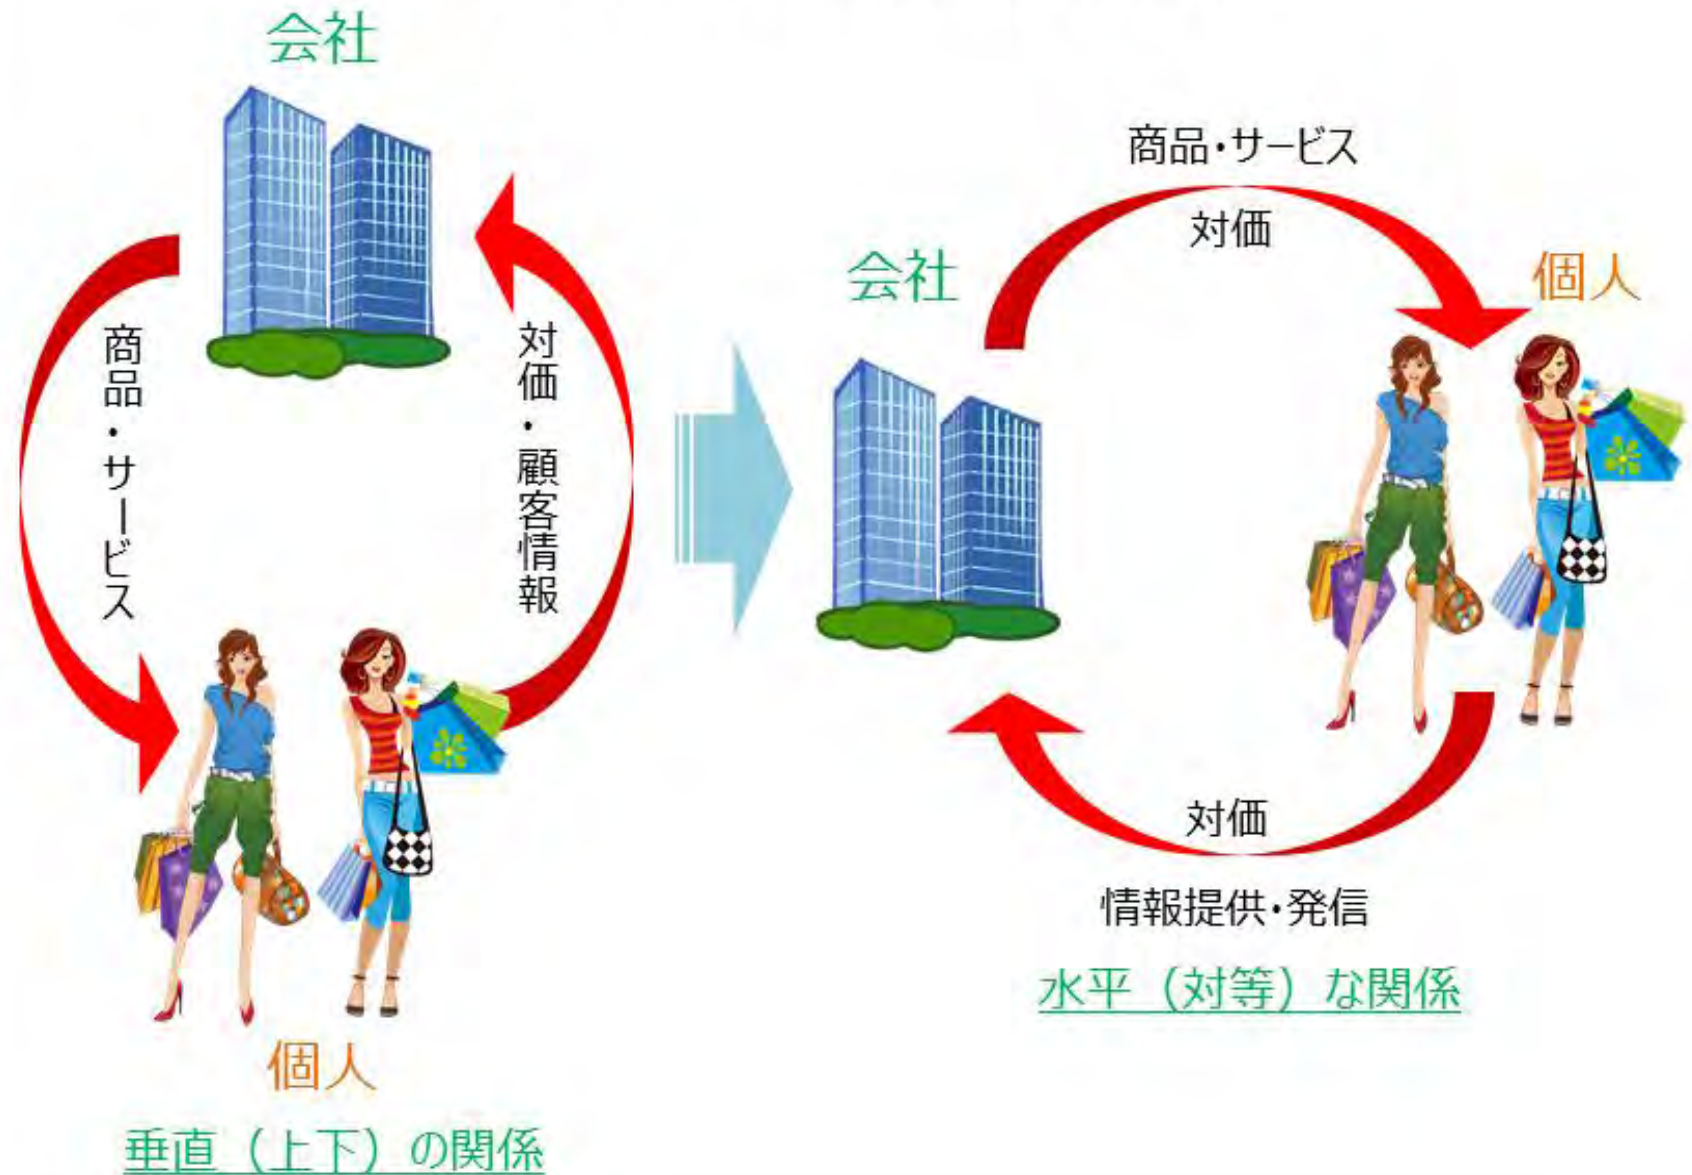 会社
商品・サービス
対価・顧客情報
個人
垂直（上下）の関係
商品・サービス
対価
会社
個人
対価
情報提供・発信
水平（対等）な関係